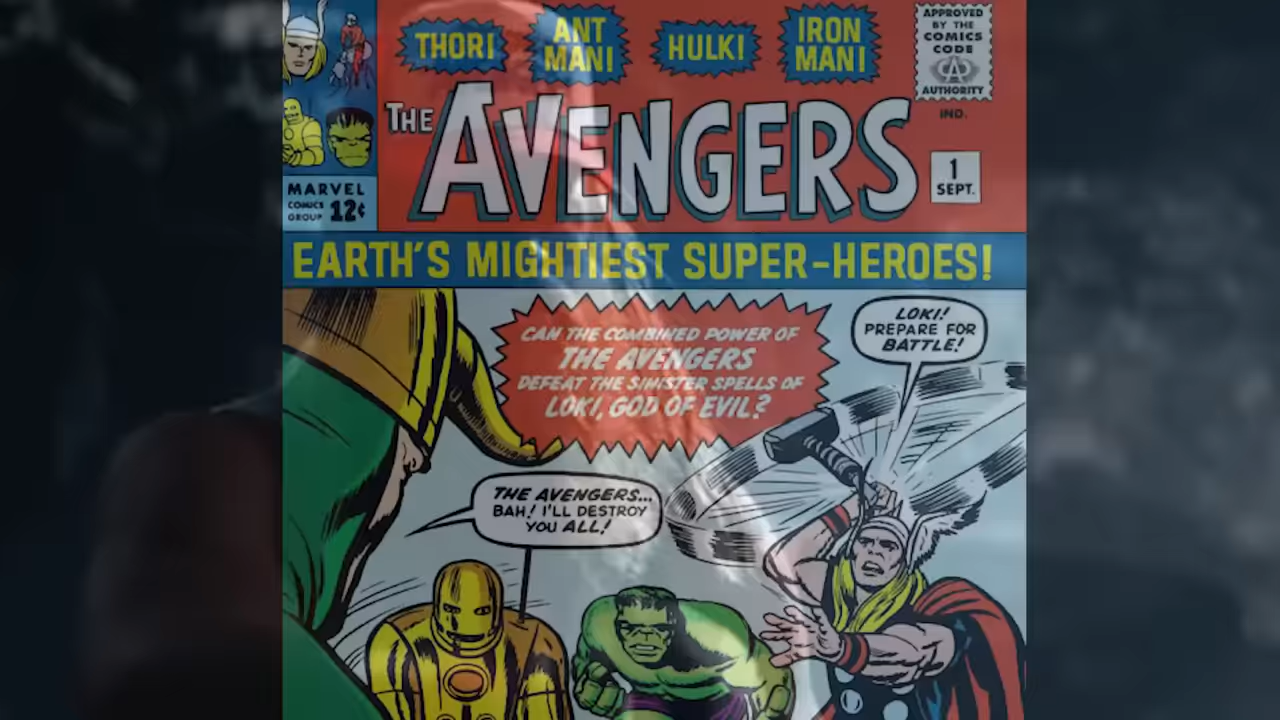 THOR!
ANT
MAN!
HULK!
IRON
MAN!
APPROVED
BY THE
COMICS
CODE
A
AUTHORITY
THE AVENGERS
IND.
1
SEPT.
MARVEL
COMICS
GROUP 12¢
EARTH'S MIGHTIEST SUPER-HEROES!
CAN THE COMBINED POWER OF
THE AVENGERS
DEFEAT THE SINISTER SPELLS OF
LOKI, GOD OF EVIL?
LOKI!
PREPARE FOR
BATTLE!
THE AVENGERS...
BAH! I'LL DESTROY
YOU ALL!